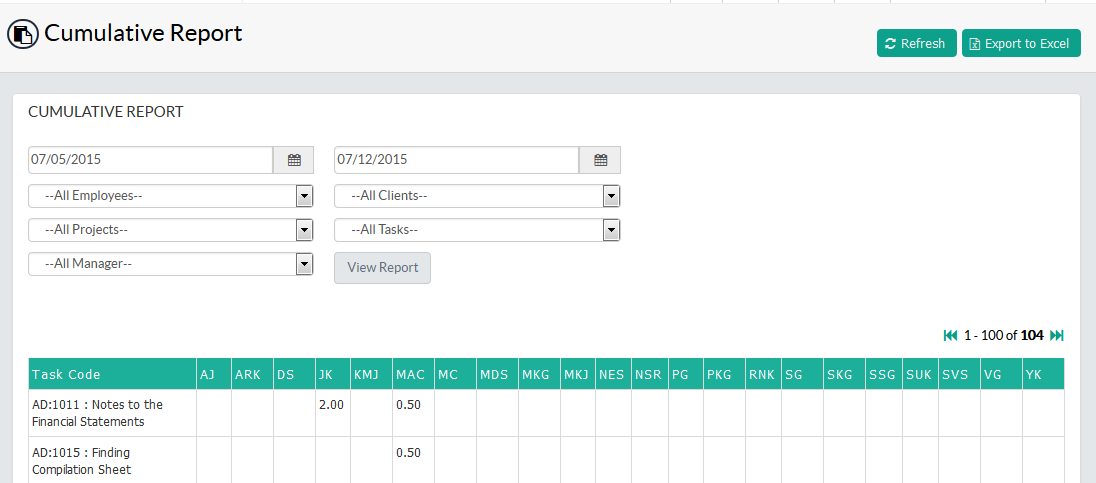 Cumulative Report
Refresh Export to Excel
CUMULATIVE REPORT
07/05/2015 07/12/2015
--All Employees-- --All Clients--
--All Projects-- --All Tasks--
--All Manager-- View Report
1 - 100 of 104
Task Code AJ ARK DS JK KMJ MAC MC MDS MKG MKJ NES NSR PG PKG RNK SG SKG SSG SUK SVS VG YK
AD:1011 : Notes to the 2.00 0.50
Financial Statements
AD:1015 : Finding 0.50
Compilation Sheet